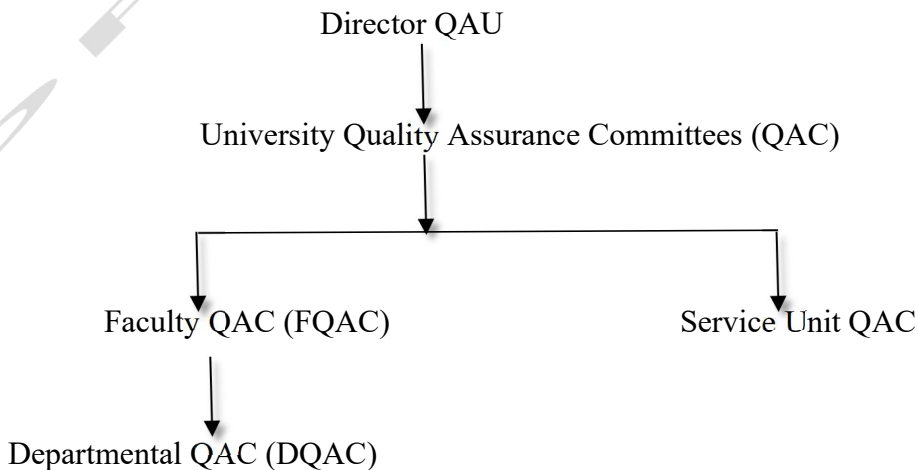 Director QAU
University Quality Assurance Committees (QAC)
Faculty QAC (FQAC)
Service Unit QAC
Departmental QAC (DQAC)